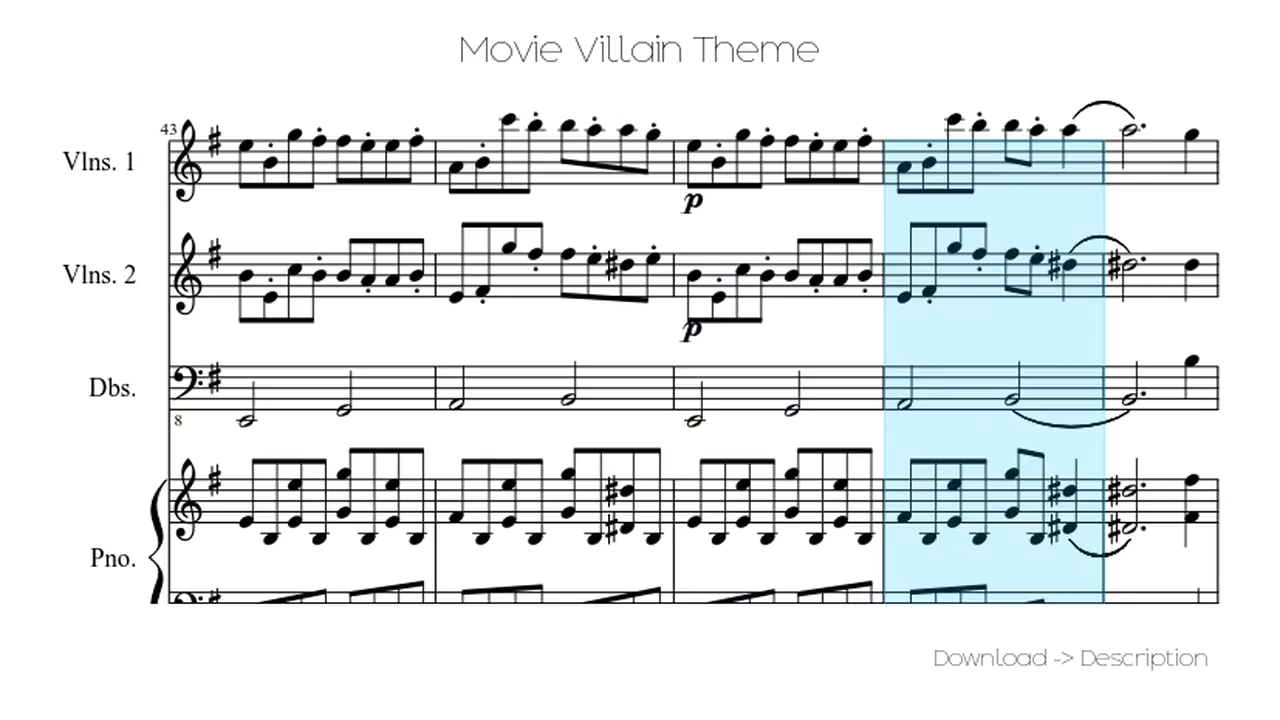 Movie Villain Theme
43
Vlns. 1
p
Vlns. 2
p
Dbs.
8
Pno.
Download -> Description